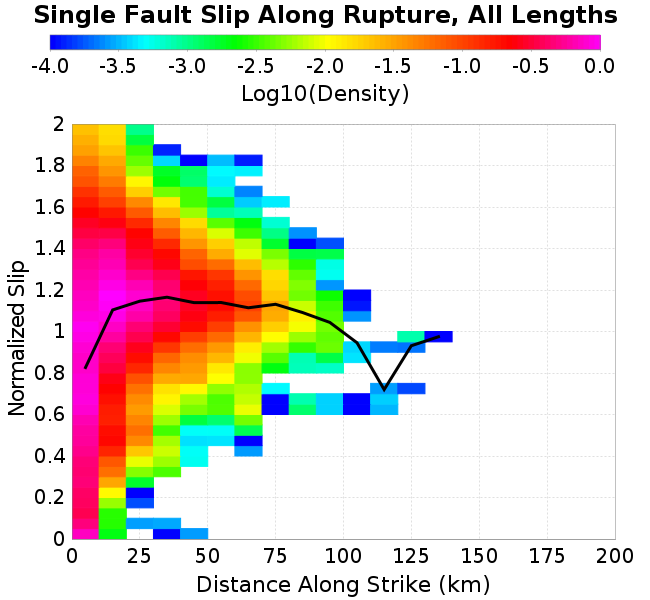 Single Fault Slip Along Rupture, All Lengths
-4.0 -3.5 -3.0 -2.5 -2.0 -1.5 -1.0 -0.5 0.0
Log10(Density)
2
1.8
1.6
1.4
1.2
1
0.8
0.6
0.4
0.2
0
Normalized Slip
0 25 50 75 100 125 150 175 200
Distance Along Strike (km)